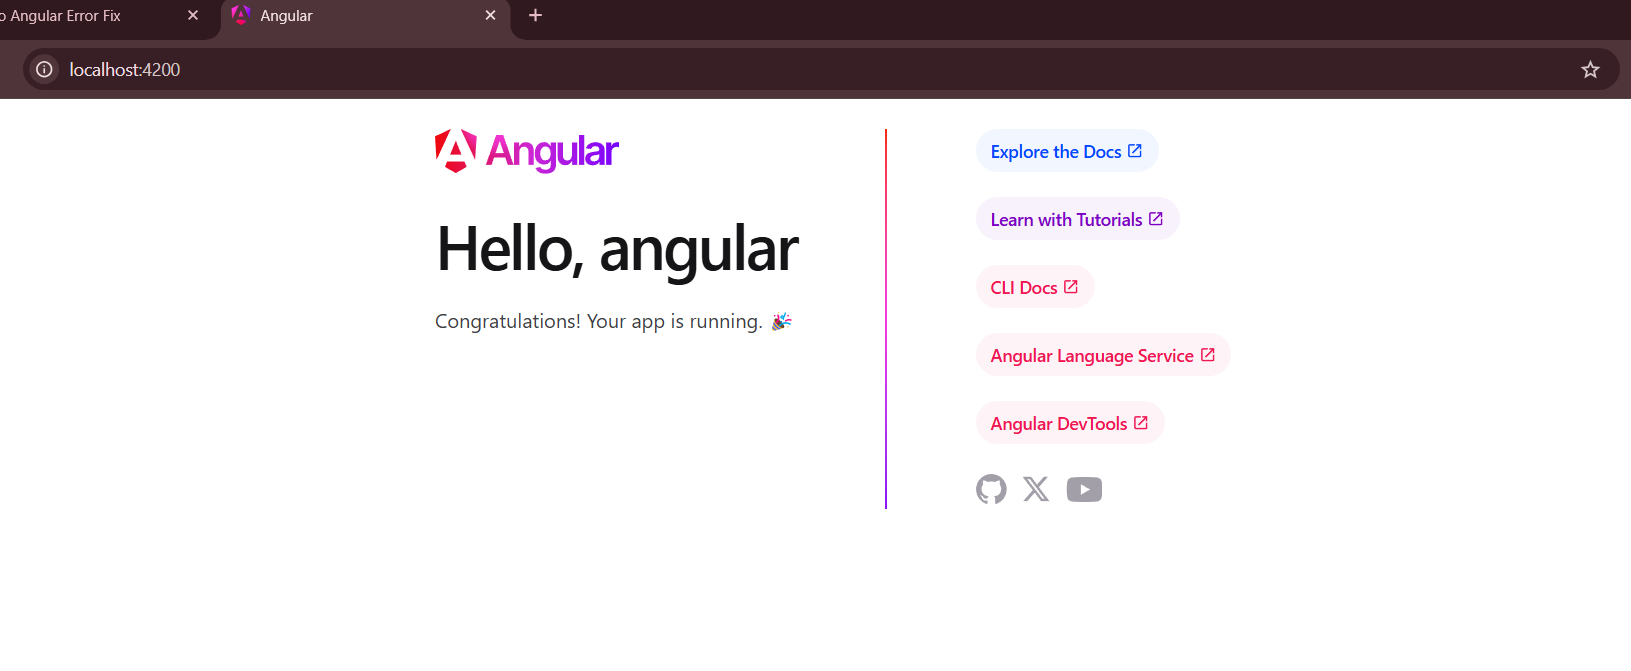 o Angular Error Fix
Angular
localhost:4200
Angular
Hello, angular
Congratulations! Your app is running. 🎉
Explore the Docs
Learn with Tutorials
CLI Docs
Angular Language Service
Angular DevTools